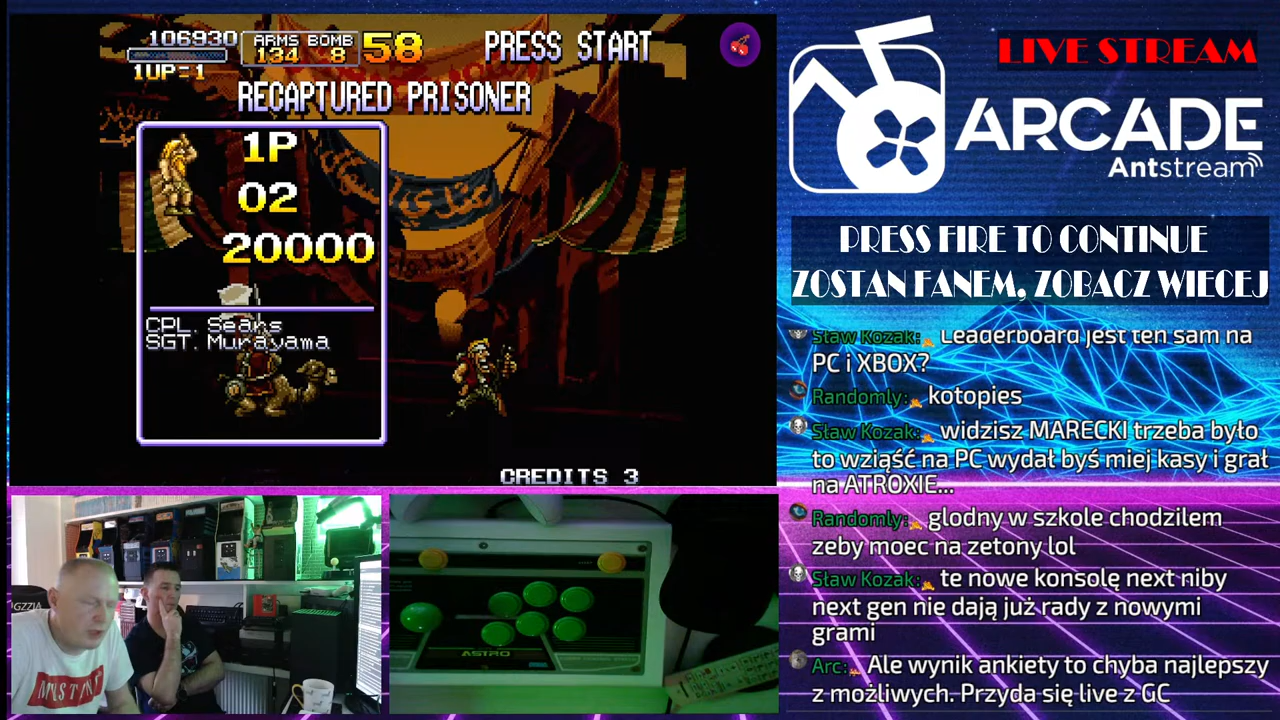 106930 ARMS BOMB 58 PRESS START
134 8
1UP=1
RECAPTURED PRISONER
1P
02
20000
CPL. Sears
SGT. Murayama
CREDITS 3
LIVE STREAM
ARCADE
Antstream
PRESS FIRE TO CONTINUE
ZOSTAN FANEM, ZOBACZ WIECEJ
Sław Kozak: Leaderboard jest ten sam na
PC i XBOX?
Randomly: kotopies
Sław Kozak: widzisz MARECKI trzeba było
to wziąść na PC wydał byś miej kasy i grał
na ATROXIE...
Randomly: glodny w szkole chodzilem
zeby moec na zetony lol
Sław Kozak: te nowe konsolę next niby
next gen nie dają już rady z nowymi
grami
Arc: Ale wynik ankiety to chyba najlepszy
z możliwych. Przyda się live z GC
ASTRO